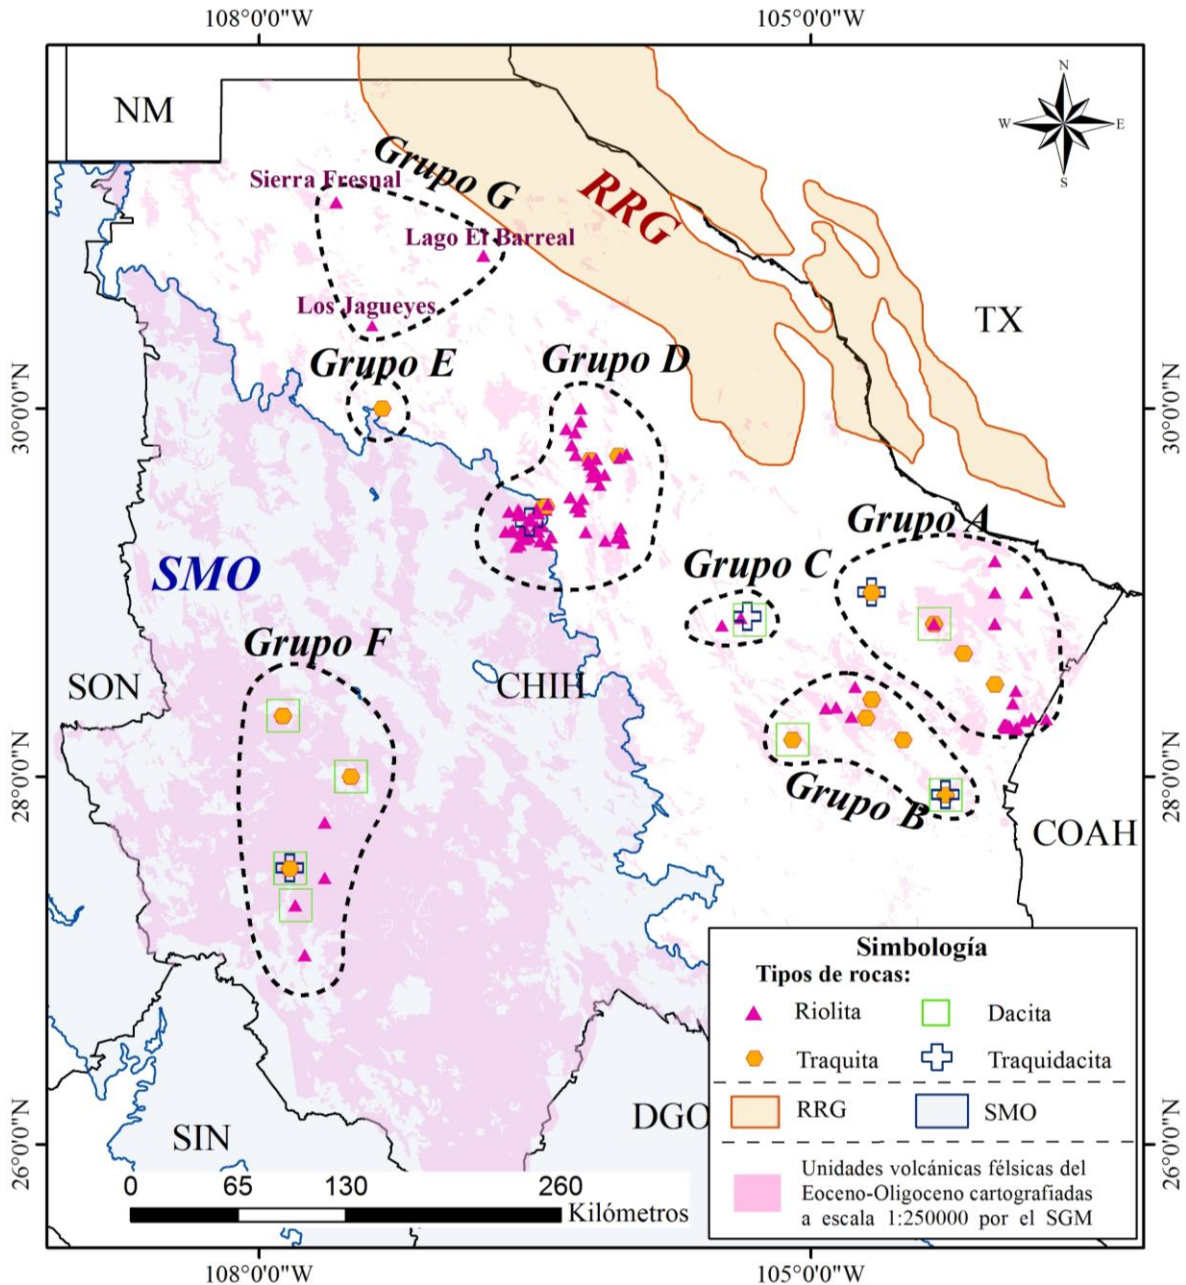 108°0'0"W
105°0'0"W
NM
N
W
E
S
Grupo G
RRG
Sierra Fresnal
Lago El Barreal
Los Jagueyes
TX
Grupo E
Grupo D
30°0'0"N
30°0'0"N
Grupo A
Grupo C
SMO
Grupo F
SON
CHIH
28°0'0"N
28°0'0"N
Grupo B
COAH
Simbología
Tipos de rocas:
Riolita
Dacita
Traquita
Traquidacita
RRG
SMO
Unidades volcánicas félsicas del
Eoceno-Oligoceno cartografiadas
a escala 1:250000 por el SGM
DGO
SIN
26°0'0"N
26°0'0"N
0 65 130 260
Kilómetros
108°0'0"W
105°0'0"W